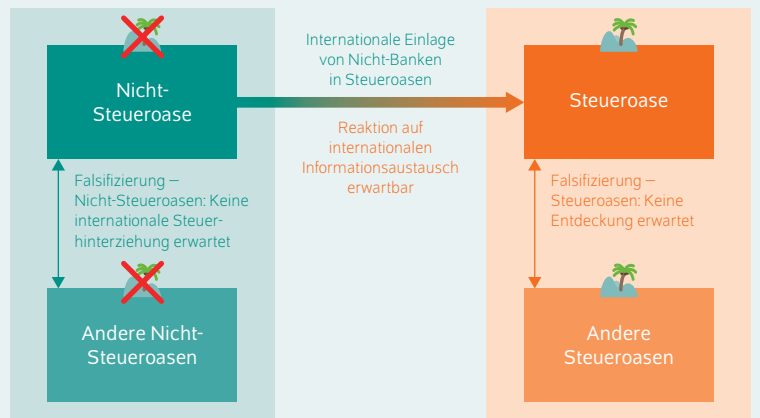 Nicht-
Steueroase
Internationale Einlage
von Nicht-Banken
in Steueroasen
Reaktion auf
internationalen
Informationsaustausch
erwartbar
Steueroase
Falsifizierung –
Nicht-Steueroasen: Keine
internationale Steuer-
hinterziehung erwartet
Falsifizierung –
Steueroasen: Keine
Entdeckung erwartet
Andere Nicht-
Steueroasen
Andere
Steueroasen